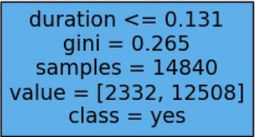 duration <= 0.131
gini = 0.265
samples = 14840
value = [2332, 12508]
class = yes